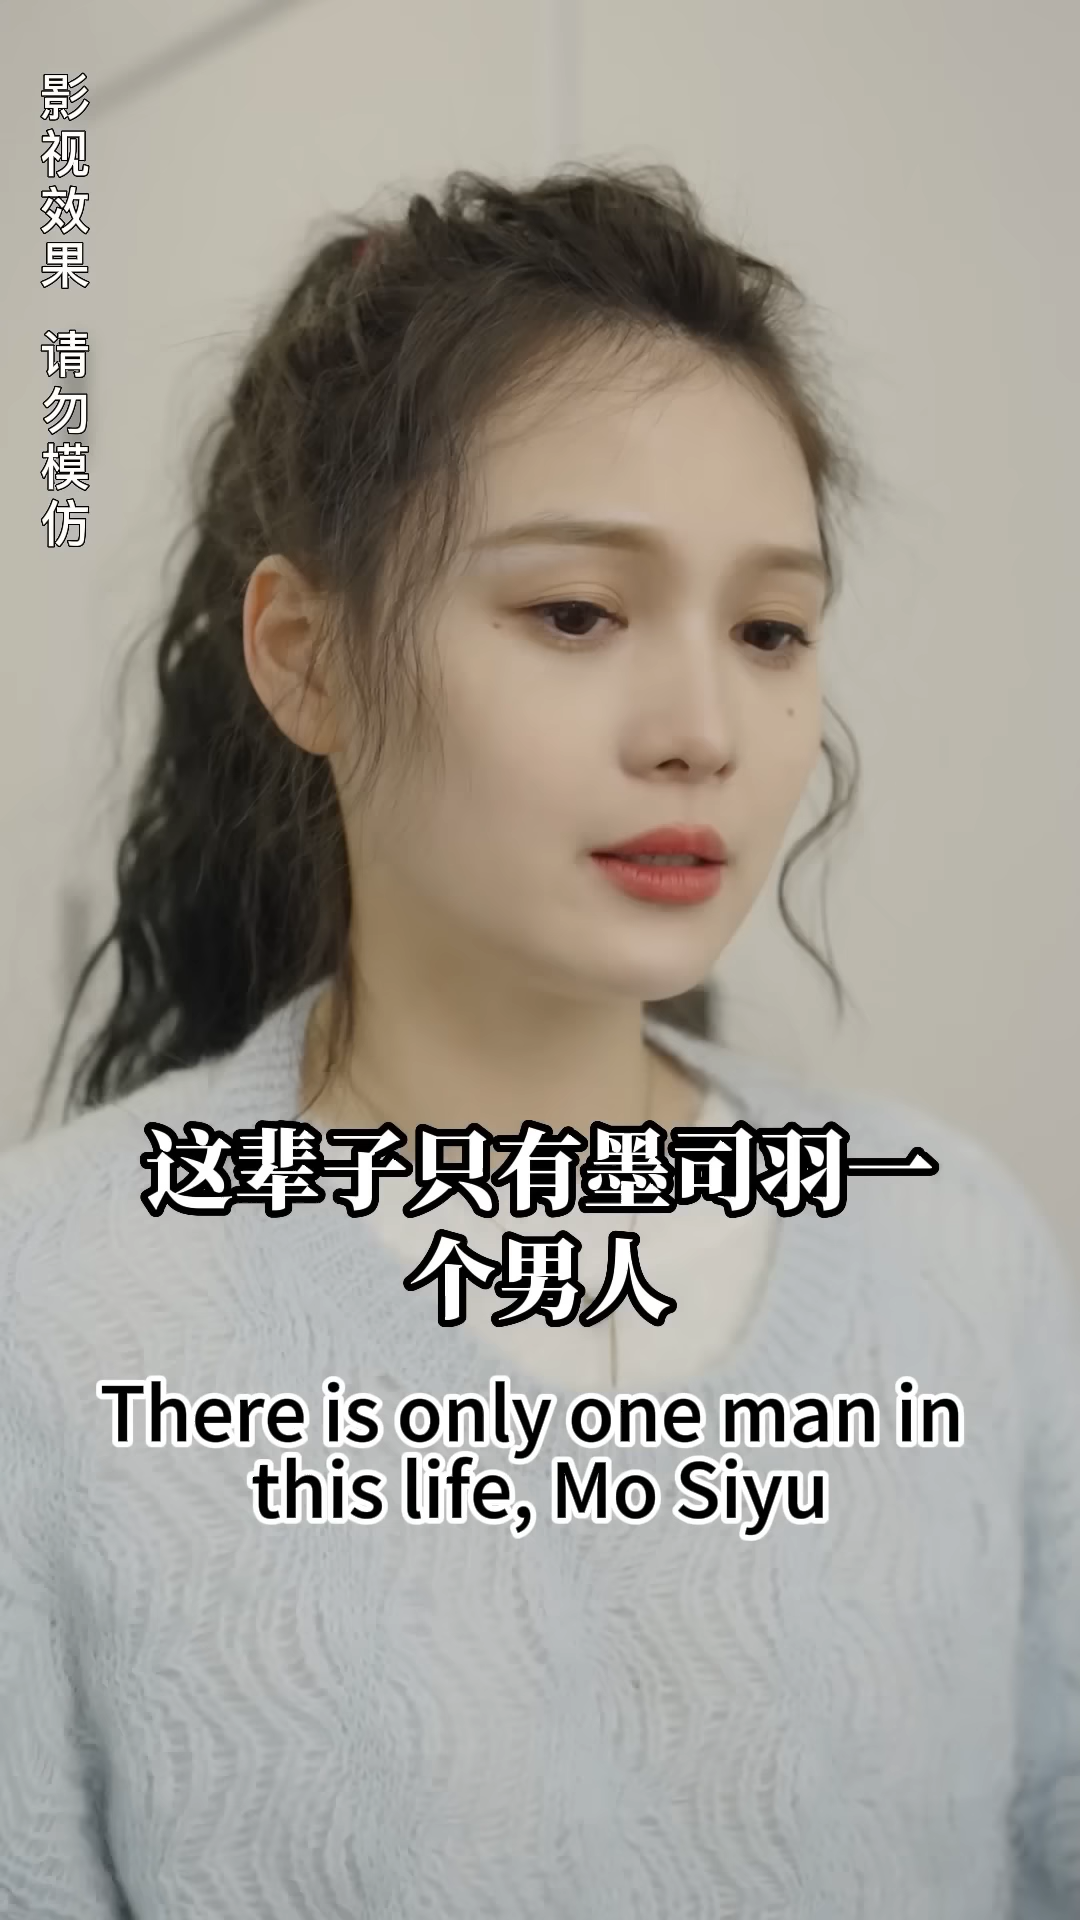 影视效果 请勿模仿
这辈子只有墨司羽一
个男人
There is only one man in
this life, Mo Siyu